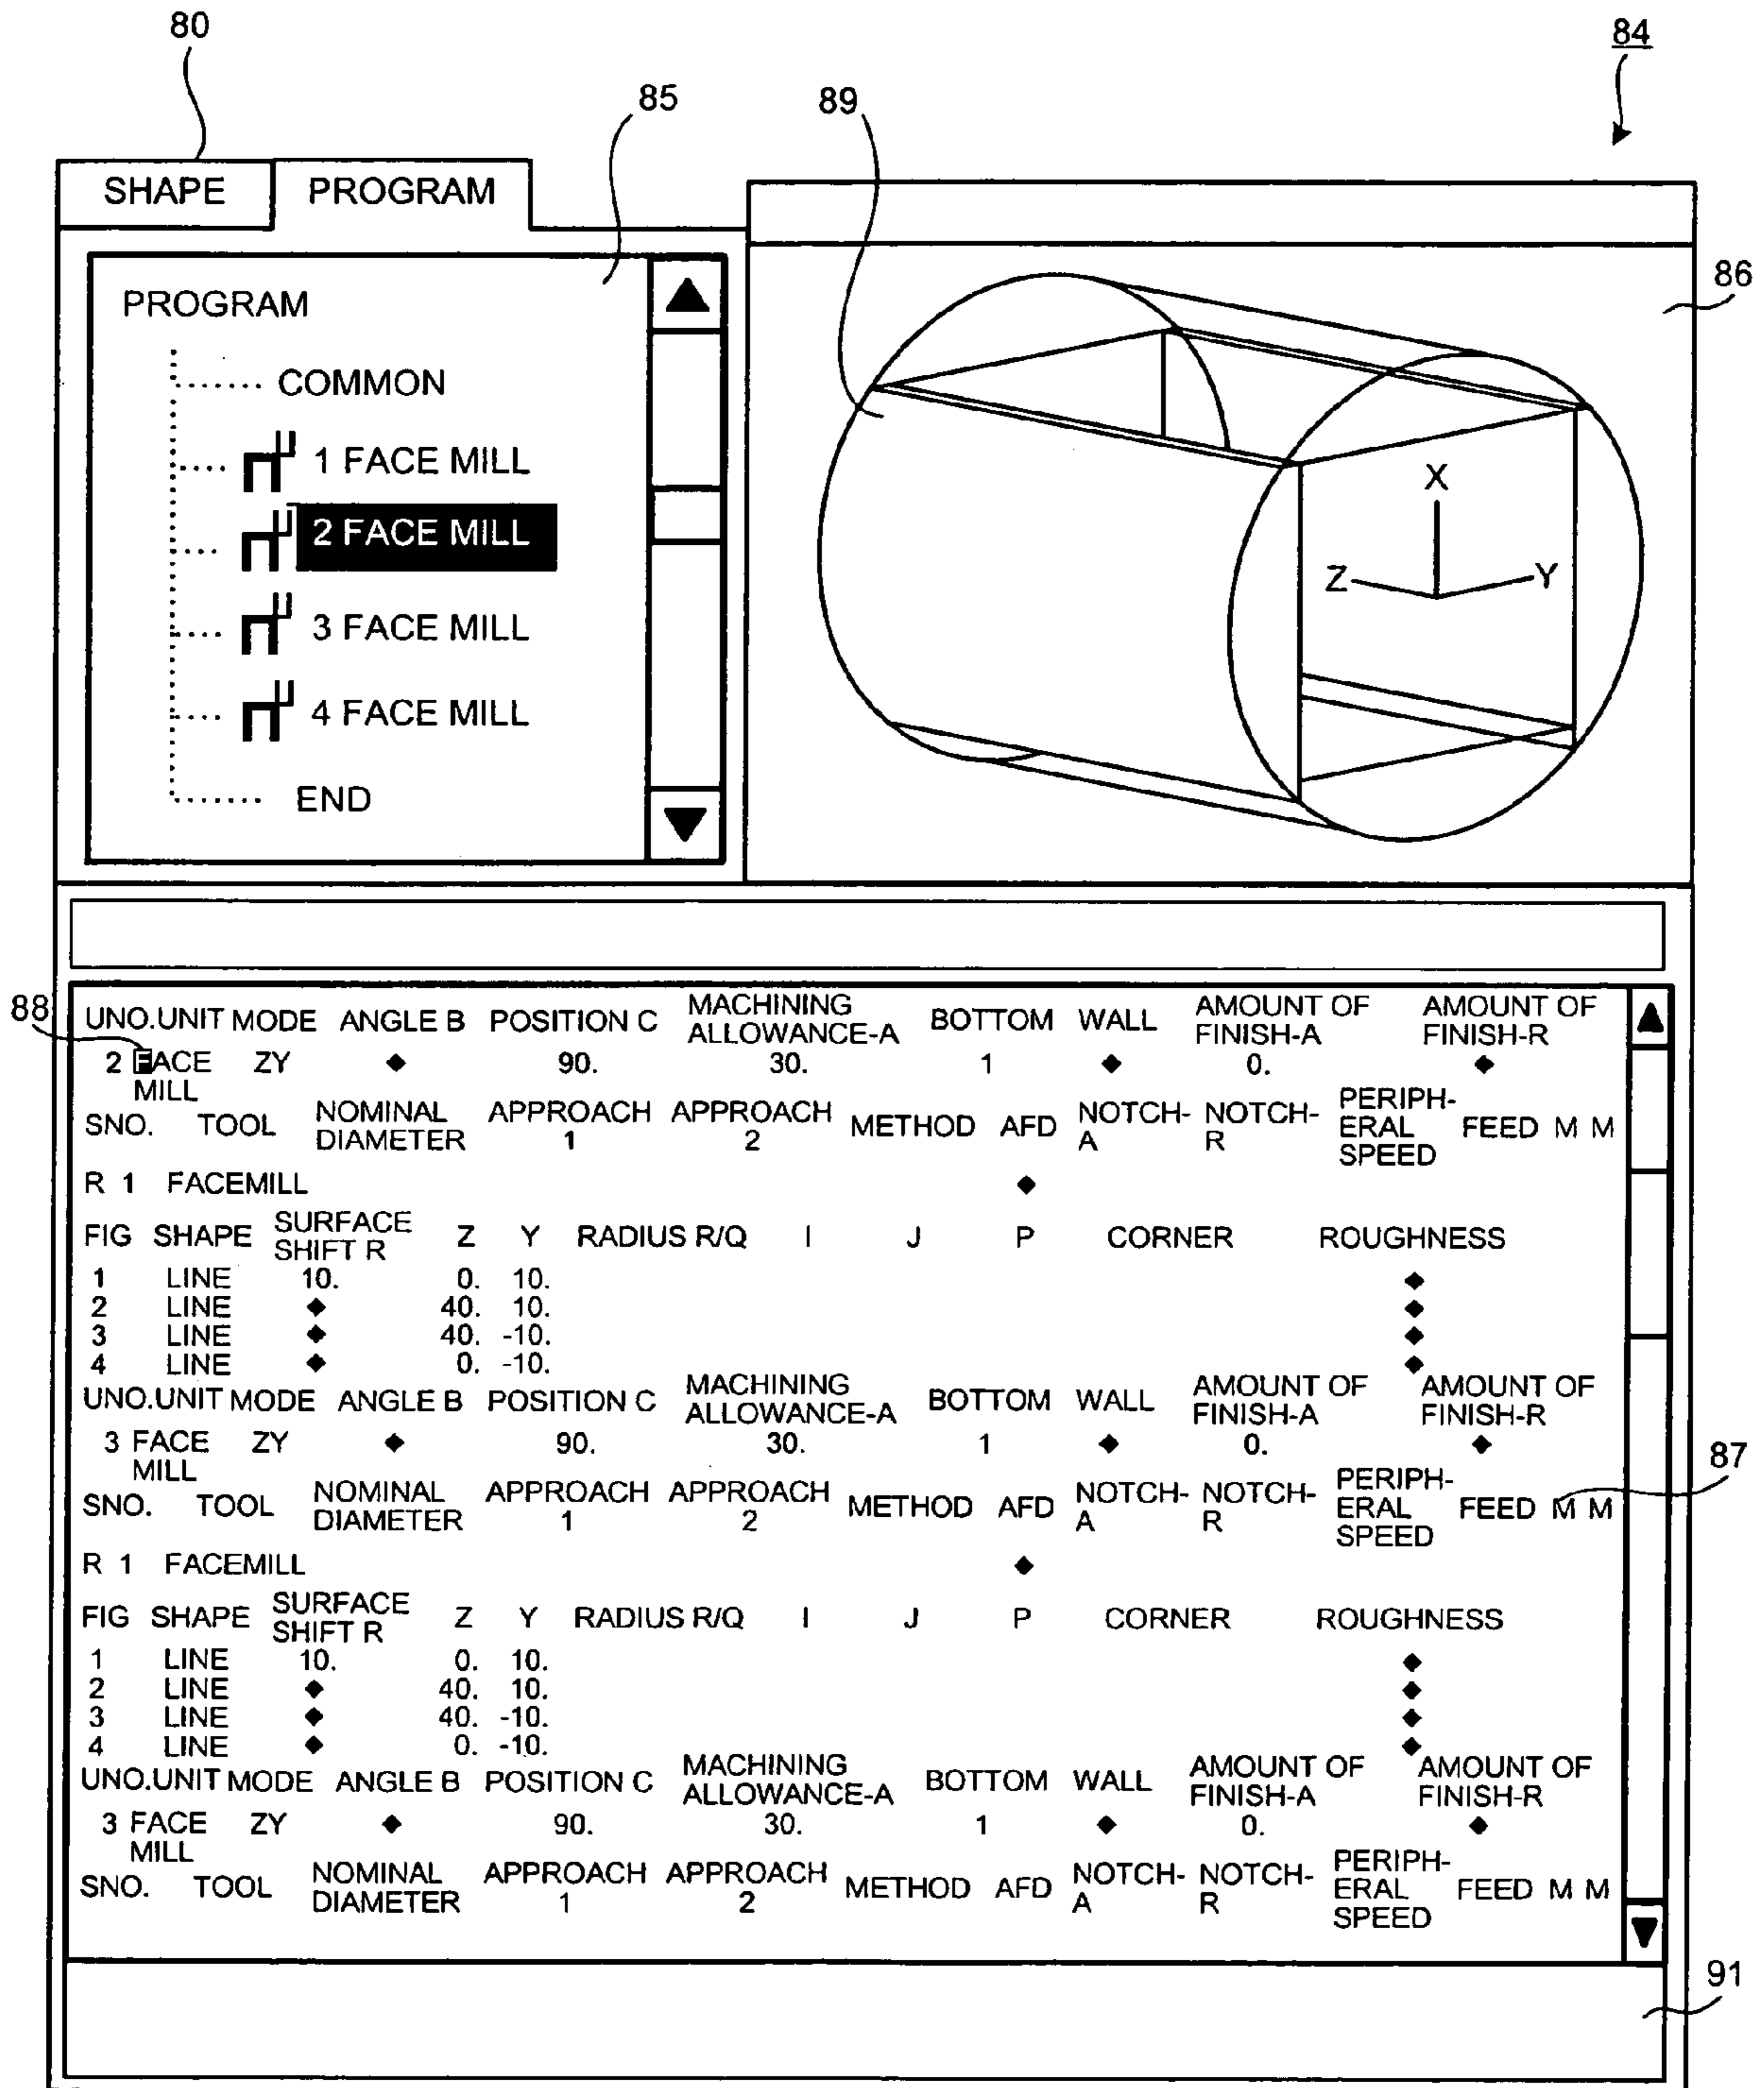 80
84
85
89
SHAPE PROGRAM
86
PROGRAM
COMMON
1 FACE MILL
2 FACE MILL
3 FACE MILL
4 FACE MILL
END
X
Z Y
88
UNO.UNIT MODE ANGLE B POSITION C MACHINING ALLOWANCE-A BOTTOM WALL AMOUNT OF FINISH-A AMOUNT OF FINISH-R
2 FACE MILL ZY ◆ 90. 30. 1 ◆ 0. ◆
SNO. TOOL NOMINAL DIAMETER APPROACH 1 APPROACH 2 METHOD AFD NOTCH-A NOTCH-R PERIPH-ERAL SPEED FEED M M
R 1 FACEMILL ◆
FIG SHAPE SURFACE SHIFT R Z Y RADIUS R/Q I J P CORNER ROUGHNESS
1 LINE 10. 0. 10. ◆
2 LINE ◆ 40. 10. ◆
3 LINE ◆ 40. -10. ◆
4 LINE ◆ 0. -10. ◆
UNO.UNIT MODE ANGLE B POSITION C MACHINING ALLOWANCE-A BOTTOM WALL AMOUNT OF FINISH-A AMOUNT OF FINISH-R
3 FACE MILL ZY ◆ 90. 30. 1 ◆ 0. ◆
87
SNO. TOOL NOMINAL DIAMETER APPROACH 1 APPROACH 2 METHOD AFD NOTCH-A NOTCH-R PERIPH-ERAL SPEED FEED M M
R 1 FACEMILL ◆
FIG SHAPE SURFACE SHIFT R Z Y RADIUS R/Q I J P CORNER ROUGHNESS
1 LINE 10. 0. 10. ◆
2 LINE ◆ 40. 10. ◆
3 LINE ◆ 40. -10. ◆
4 LINE ◆ 0. -10. ◆
UNO.UNIT MODE ANGLE B POSITION C MACHINING ALLOWANCE-A BOTTOM WALL AMOUNT OF FINISH-A AMOUNT OF FINISH-R
3 FACE MILL ZY ◆ 90. 30. 1 ◆ 0. ◆
SNO. TOOL NOMINAL DIAMETER APPROACH 1 APPROACH 2 METHOD AFD NOTCH-A NOTCH-R PERIPH-ERAL SPEED FEED M M
91